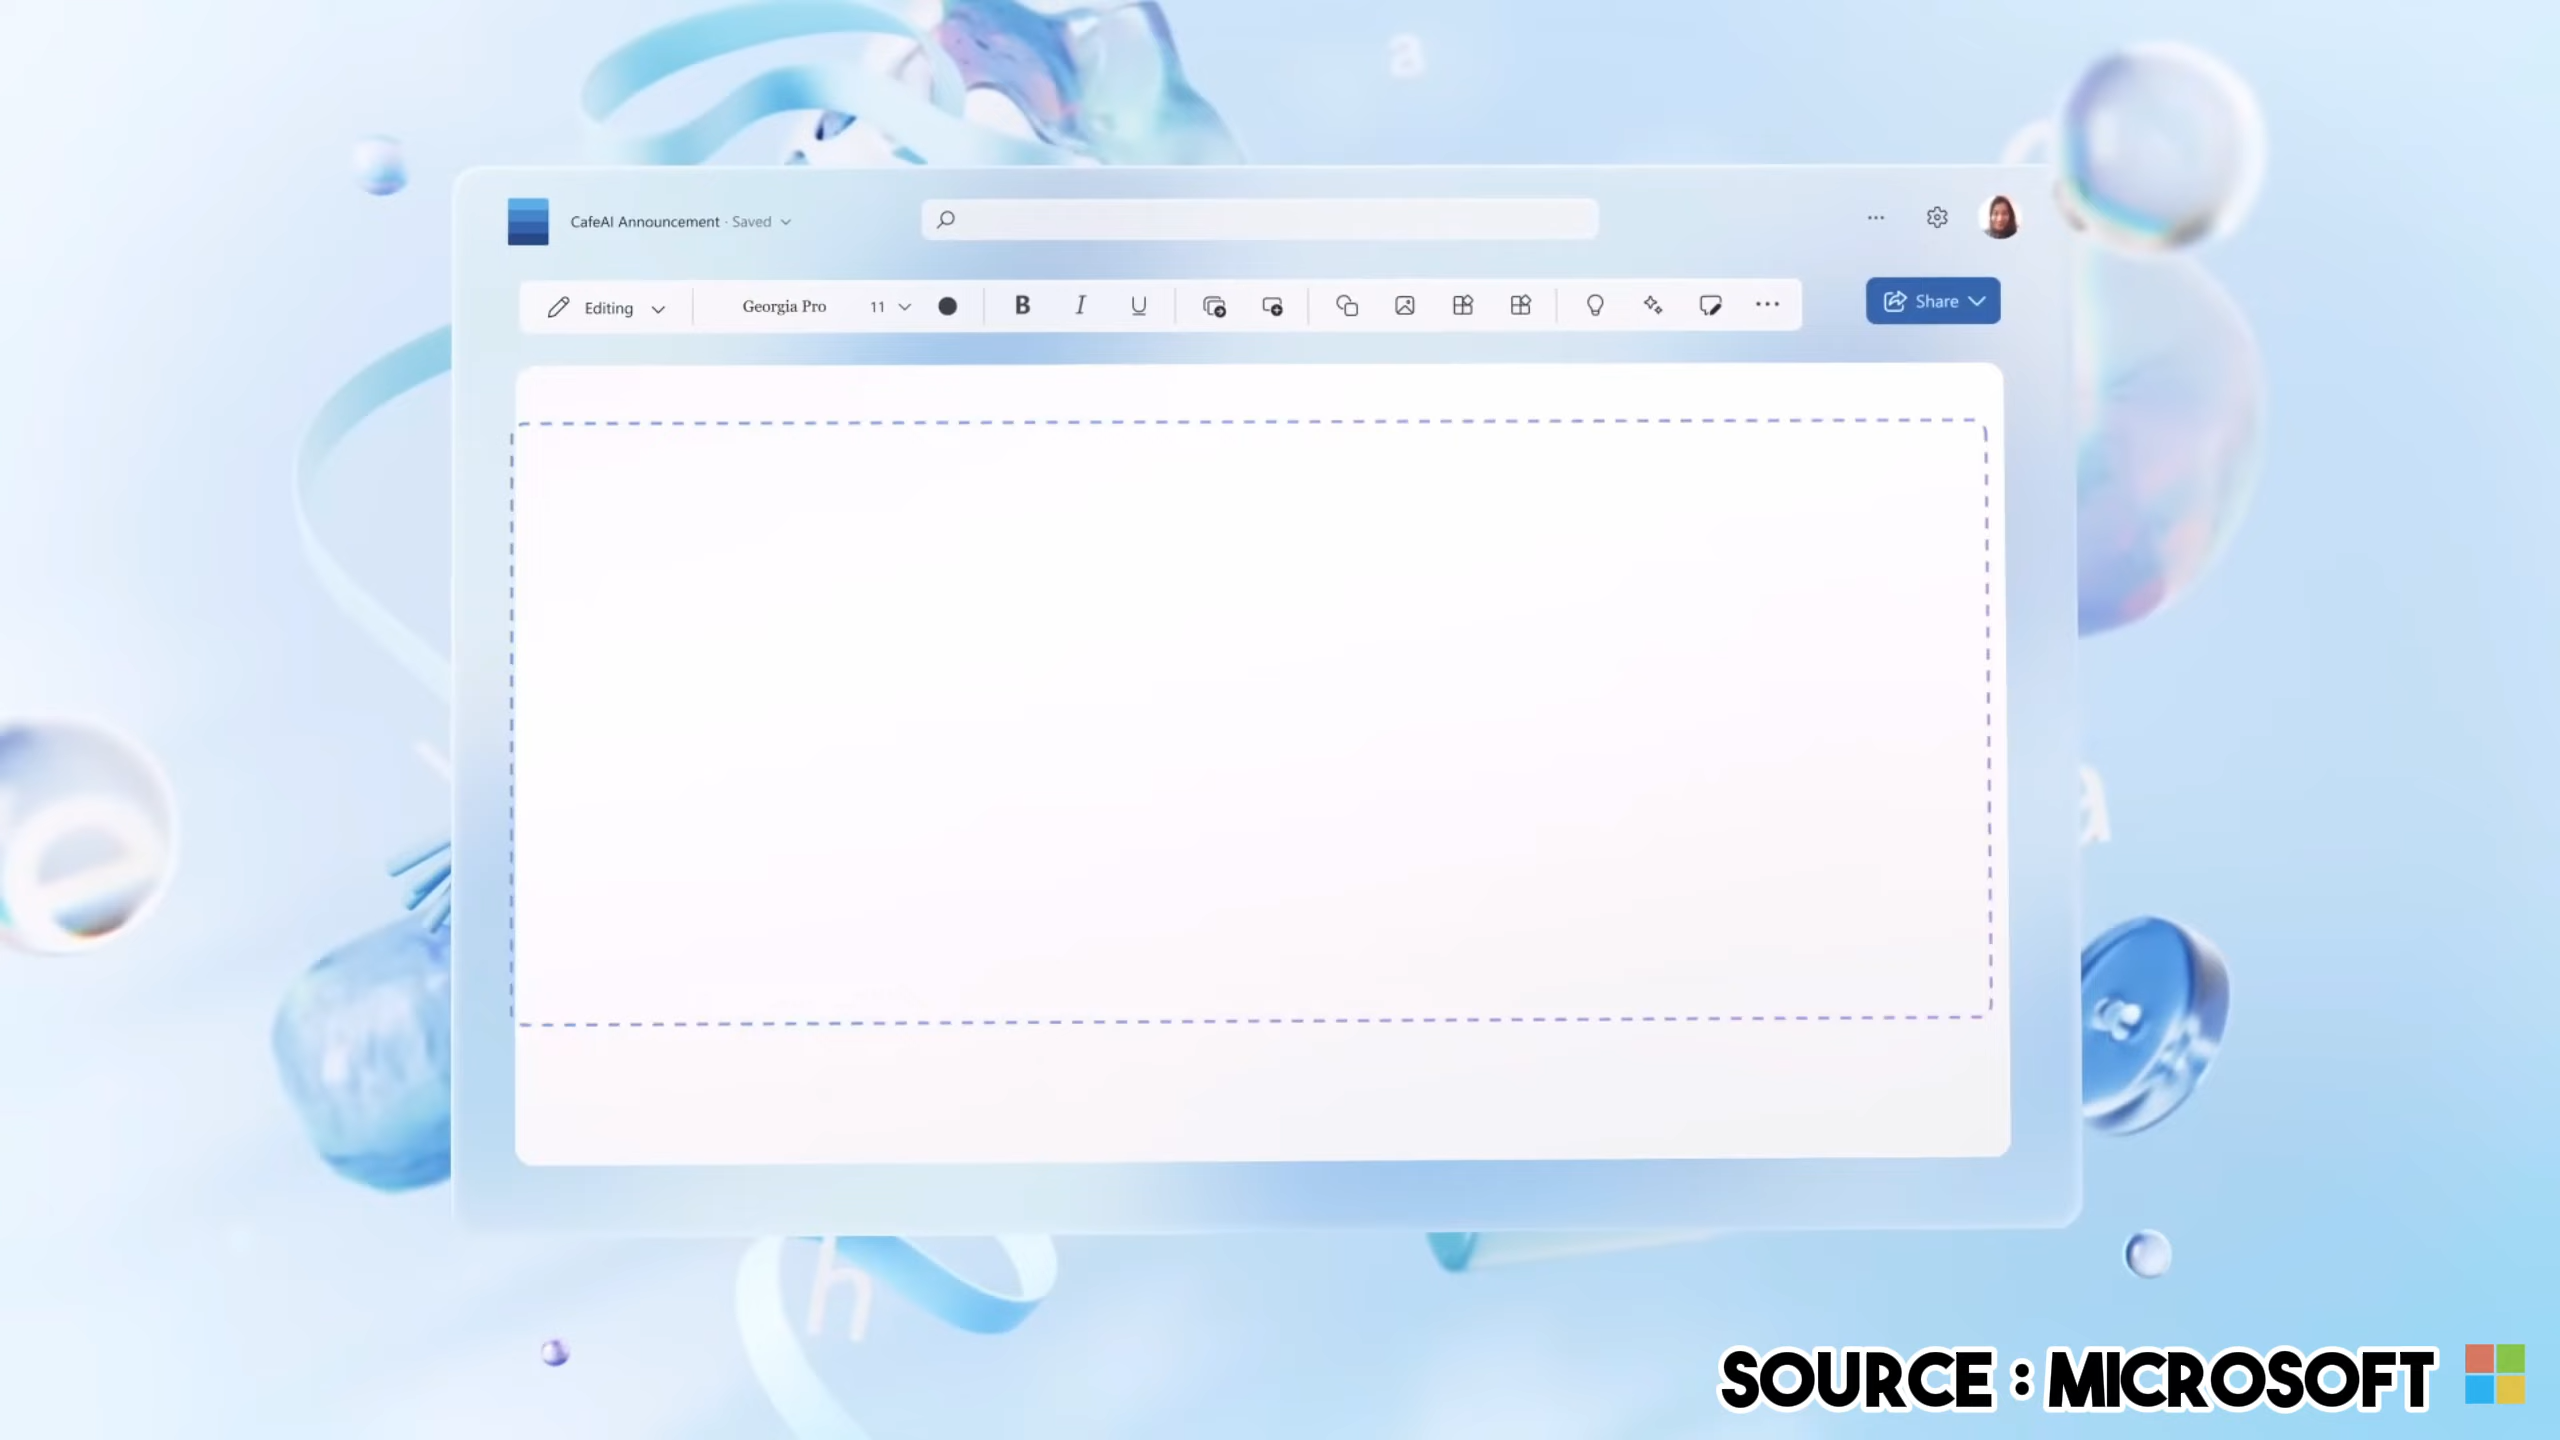 a
CafeAI Announcement · Saved
Editing
Georgia Pro
11
B
I
U
Share
e
a
h
SOURCE : MICROSOFT